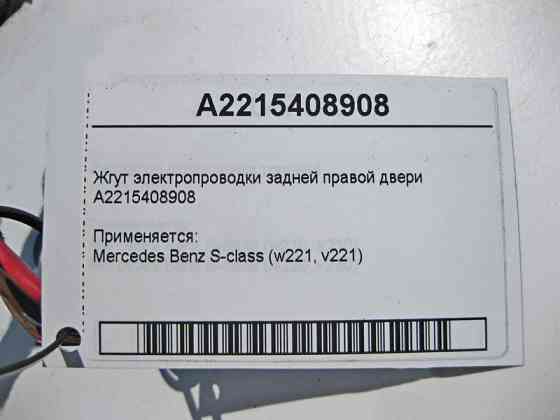 A2215408908
Жгут электропроводки задней правой двери
A2215408908
Применяется:
Mercedes Benz S-class (w221, v221)